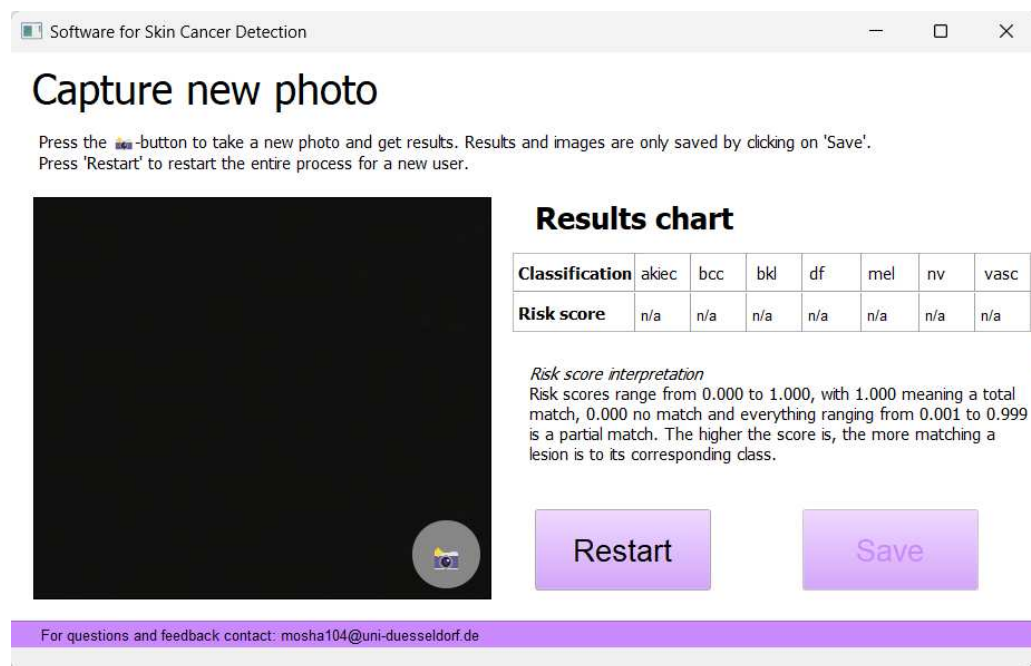 Software for Skin Cancer Detection
Capture new photo
Press the 📸-button to take a new photo and get results. Results and images are only saved by clicking on 'Save'.
Press 'Restart' to restart the entire process for a new user.
Results chart
Classification akiec bcc bkl df mel nv vasc
Risk score n/a n/a n/a n/a n/a n/a n/a
Risk score interpretation
Risk scores range from 0.000 to 1.000, with 1.000 meaning a total
match, 0.000 no match and everything ranging from 0.001 to 0.999
is a partial match. The higher the score is, the more matching a
lesion is to its corresponding class.
Restart Save
For questions and feedback contact: mosha104@uni-duesseldorf.de